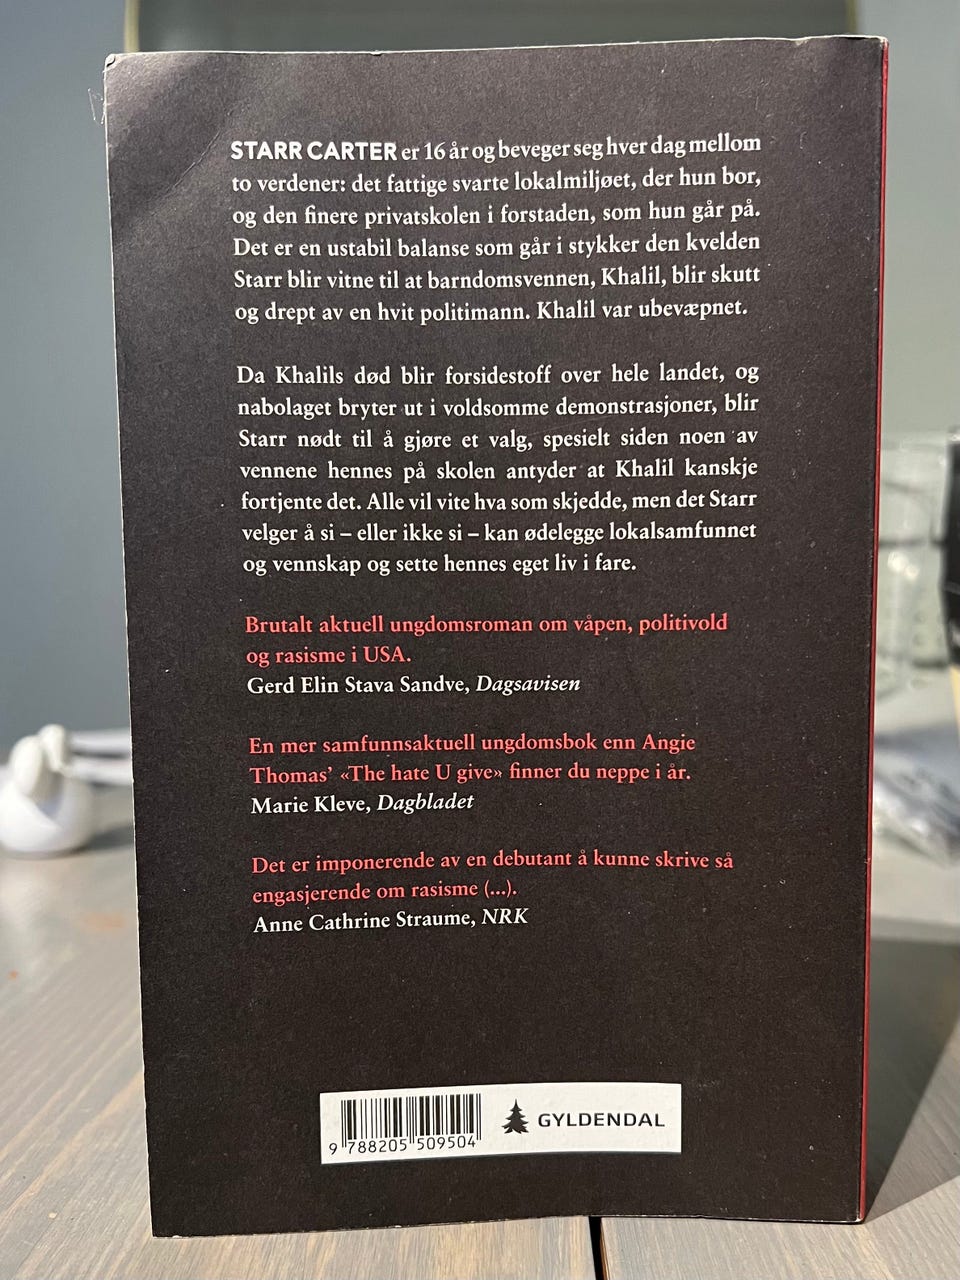 STARR CARTER er 16 år og beveger seg hver dag mellom
to verdener: det fattige svarte lokalmiljøet, der hun bor,
og den finere privatskolen i forstaden, som hun går på.
Det er en ustabil balanse som går i stykker den kvelden
Starr blir vitne til at barndomsvennen, Khalil, blir skutt
og drept av en hvit politimann. Khalil var ubevæpnet.
Da Khalils død blir forsidestoff over hele landet, og
nabolaget bryter ut i voldsomme demonstrasjoner, blir
Starr nødt til å gjøre et valg, spesielt siden noen av
vennene hennes på skolen antyder at Khalil kanskje
fortjente det. Alle vil vite hva som skjedde, men det Starr
velger å si – eller ikke si – kan ødelegge lokalsamfunnet
og vennskap og sette hennes eget liv i fare.
Brutalt aktuell ungdomsroman om våpen, politivold
og rasisme i USA.
Gerd Elin Stava Sandve, Dagsavisen
En mer samfunnsaktuell ungdomsbok enn Angie
Thomas’ «The hate U give» finner du neppe i år.
Marie Kleve, Dagbladet
Det er imponerende av en debutant å kunne skrive så
engasjerende om rasisme (...).
Anne Cathrine Straume, NRK
GYLDENDAL
9 788205 509504